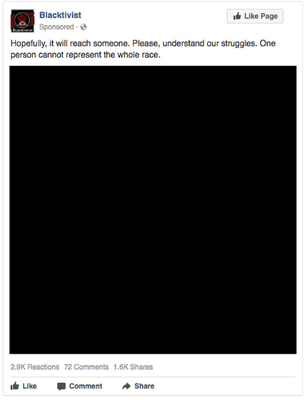 Blacktivist
Like Page
Sponsored ·
Hopefully, it will reach someone. Please, understand our struggles. One
person cannot represent the whole race.
2.9K Reactions 72 Comments 1.6K Shares
Like Comment Share